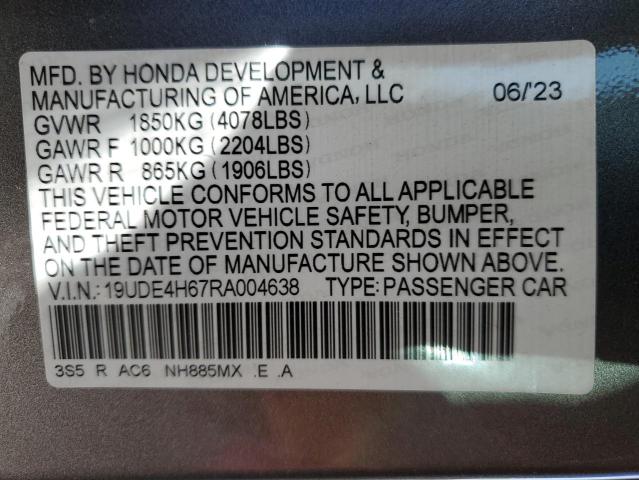 MFD. BY HONDA DEVELOPMENT &
MANUFACTURING OF AMERICA, LLC 06/'23
GVWR 1850KG (4078LBS)
GAWR F 1000KG (2204LBS)
GAWR R 865KG (1906LBS)
THIS VEHICLE CONFORMS TO ALL APPLICABLE
FEDERAL MOTOR VEHICLE SAFETY, BUMPER,
AND THEFT PREVENTION STANDARDS IN EFFECT
ON THE DATE OF MANUFACTURE SHOWN ABOVE.
V.I.N.:19UDE4H67RA004638 TYPE:PASSENGER CAR
3S5 R AC6 NH885MX .E .A